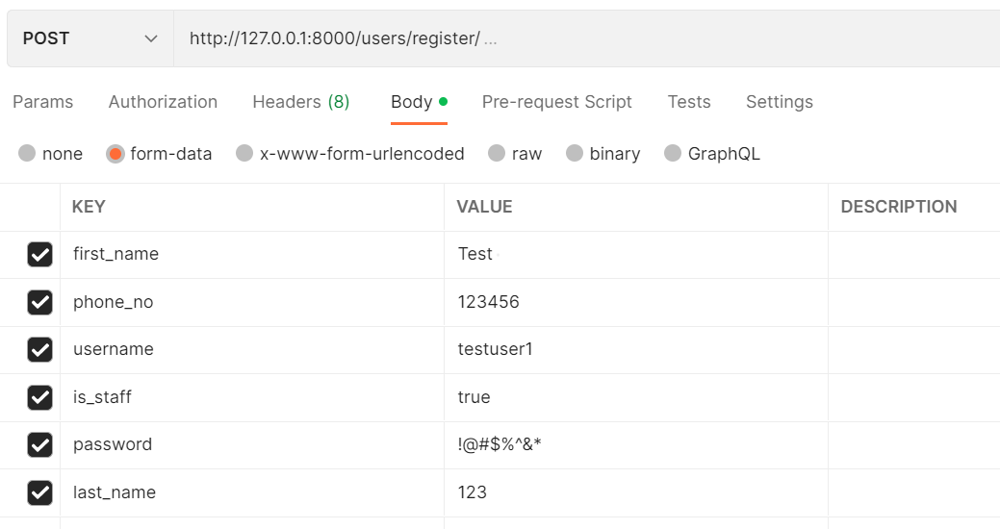 POST http://127.0.0.1:8000/users/register/ ...
Params Authorization Headers (8) Body Pre-request Script Tests Settings
none form-data x-www-form-urlencoded raw binary GraphQL
KEY VALUE DESCRIPTION
first_name Test
phone_no 123456
username testuser1
is_staff true
password !@#$%^&*
last_name 123